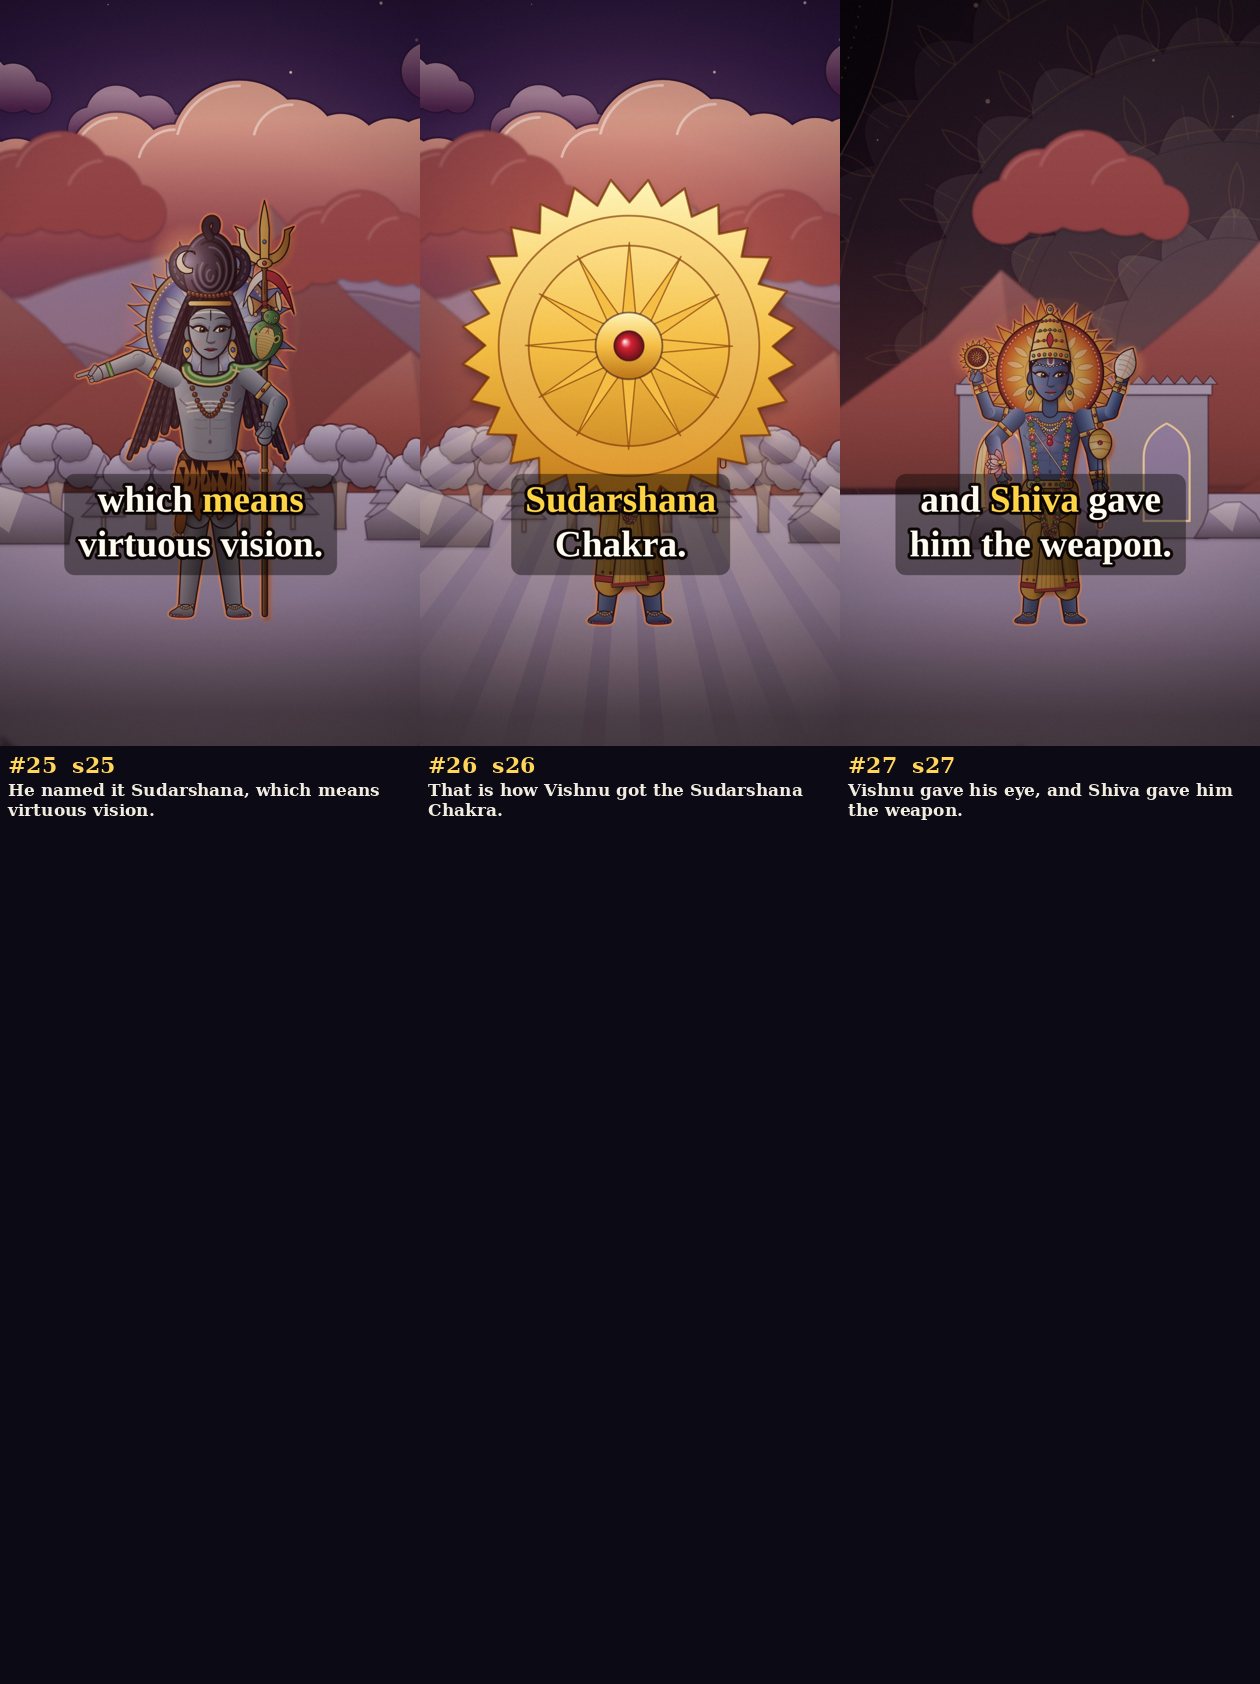 which means
virtuous vision.
Sudarshana
Chakra.
and Shiva gave
him the weapon.
#25 s25
He named it Sudarshana, which means
virtuous vision.
#26 s26
That is how Vishnu got the Sudarshana
Chakra.
#27 s27
Vishnu gave his eye, and Shiva gave him
the weapon.